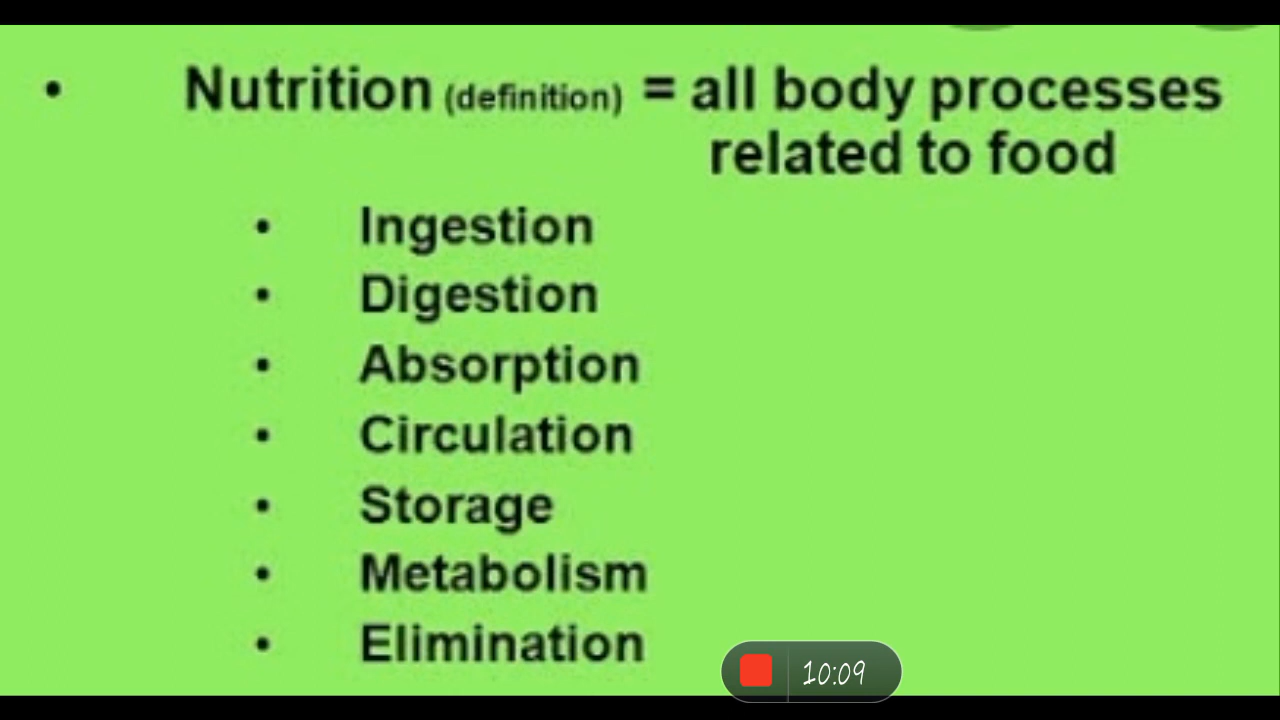 • Nutrition (definition) = all body processes
related to food
• Ingestion
• Digestion
• Absorption
• Circulation
• Storage
• Metabolism
• Elimination
10:09